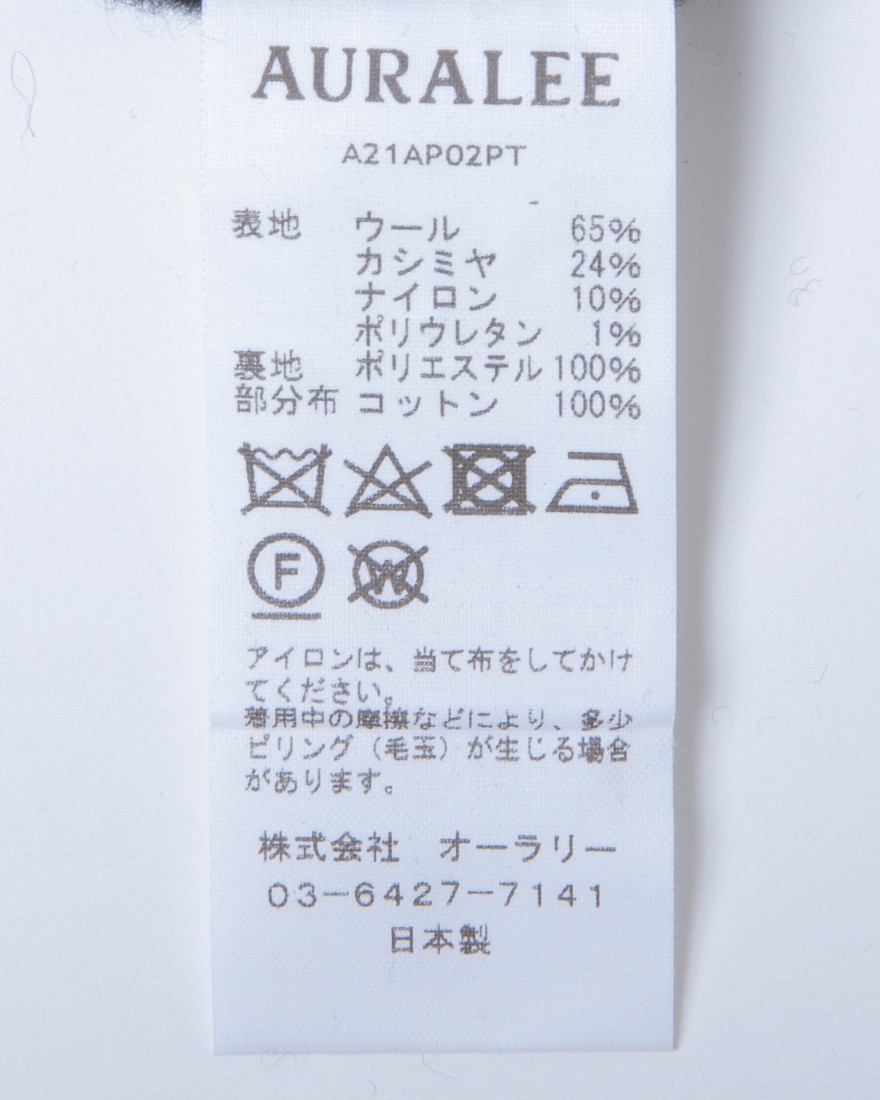 AURALEE
A21AP02PT
表地 ウール 65%
カシミヤ 24%
ナイロン 10%
ポリウレタン 1%
裏地 ポリエステル 100%
部分布 コットン 100%
F W
アイロンは、当て布をしてかけ
てください。
着用中の摩擦などにより、多少
ピリング（毛玉）が生じる場合
があります。
株式会社 オーラリー
03-6427-7141
日本製